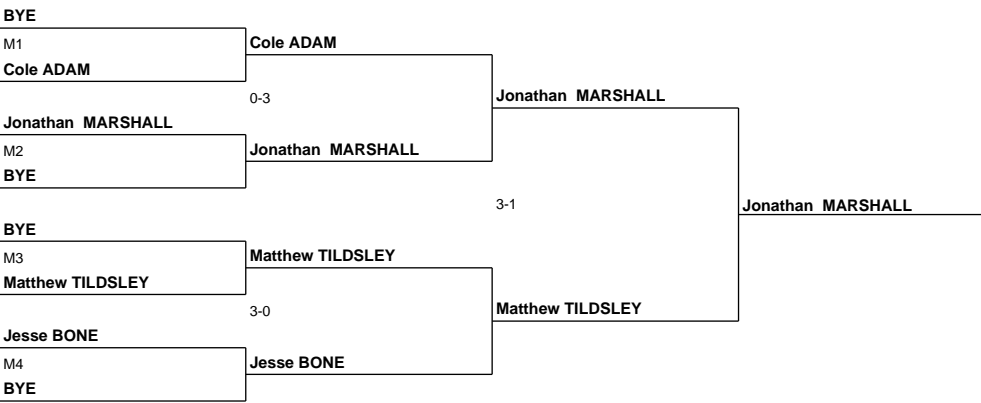 BYE
M1
Cole ADAM
Cole ADAM
0-3
Jonathan MARSHALL
Jonathan MARSHALL
M2
Jonathan MARSHALL
BYE
3-1
Jonathan MARSHALL
BYE
M3
Matthew TILDSLEY
Matthew TILDSLEY
3-0
Matthew TILDSLEY
Jesse BONE
M4
Jesse BONE
BYE